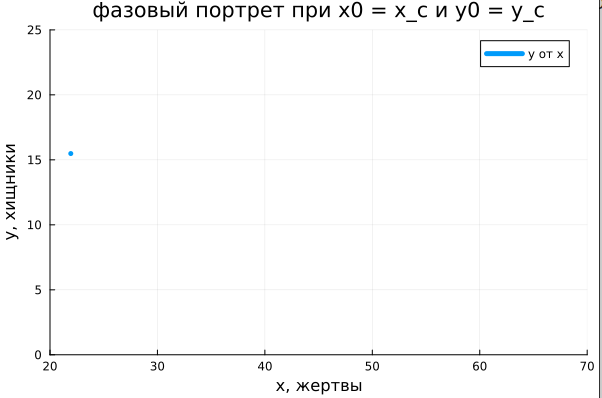 фазовый портрет при x0 = x_c и y0 = y_c
25
y от x
20
15
10
5
0
20 30 40 50 60 70
y, хищники
x, жертвы